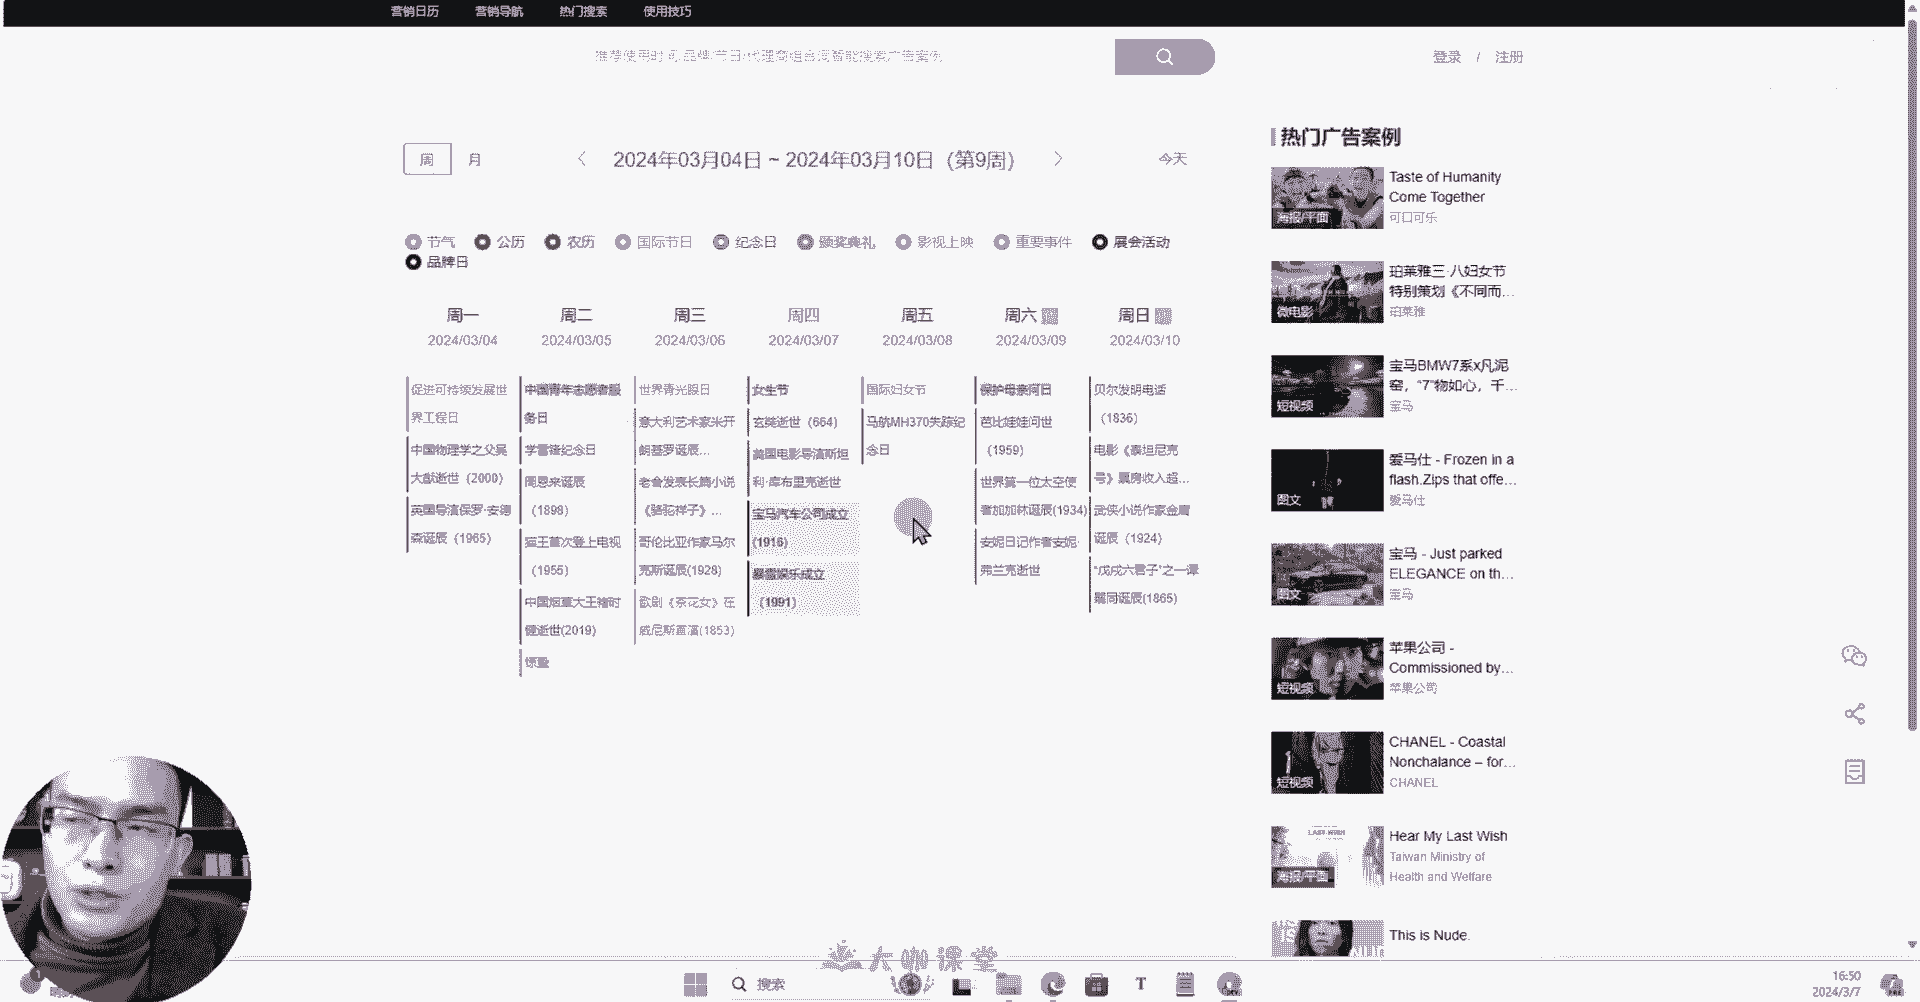 营销日历 营销导航 热门搜索 使用技巧
推荐使用时间/品牌/节日/代理商组合词智能搜索广告案例
登录 / 注册
周 月 2024年03月04日 ~ 2024年03月10日（第9周） 今天
节气 公历 农历 国际节日 纪念日 颁奖典礼 影视上映 重要事件 展会活动
品牌日
周一
2024/03/04
促进可持续发展世
界工程日
中国物理学之父吴
大猷逝世（2000）
英国导演保罗·安德
森诞辰（1965）
周二
2024/03/05
中国青年志愿者服
务日
学雷锋纪念日
周恩来诞辰
（1898）
猫王首次登上电视
（1955）
中国烟草大王褚时
健逝世(2019)
惊蛰
周三
2024/03/06
世界青光眼日
意大利艺术家米开
朗基罗诞辰...
老舍发表长篇小说
《骆驼祥子》...
哥伦比亚作家马尔
克斯诞辰(1928)
歌剧《茶花女》在
威尼斯首演(1853)
周四
2024/03/07
女生节
玄奘逝世（664）
美国电影导演斯坦
利·库布里克逝世
宝马汽车公司成立
（1916）
暴雪娱乐成立
（1991）
周五
2024/03/08
国际妇女节
马航MH370失踪纪
念日
周六
2024/03/09
保护母亲河日
芭比娃娃问世
（1959）
世界第一位太空使
者加加林诞辰(1934)
安妮日记作者安妮·
弗兰克逝世
周日
2024/03/10
贝尔发明电话
（1836）
电影《泰坦尼克
号》票房收入超...
武侠小说作家金庸
诞辰（1924）
“戊戌六君子”之一谭
嗣同诞辰(1865)
热门广告案例
海报/平面
Taste of Humanity
Come Together
可口可乐
微电影
珀莱雅三·八妇女节
特别策划《不同而...
珀莱雅
短视频
宝马BMW7系x凡泥
窑，“7”物如心，千...
宝马
图文
爱马仕 - Frozen in a
flash.Zips that offe...
爱马仕
图文
宝马 - Just parked
ELEGANCE on th...
宝马
短视频
苹果公司 -
Commissioned by...
苹果公司
短视频
CHANEL - Coastal
Nonchalance – for...
CHANEL
LAST WISH
海报/平面
Hear My Last Wish
Taiwan Ministry of
Health and Welfare
This is Nude.
大咖课堂
搜索
16:50
2024/3/7